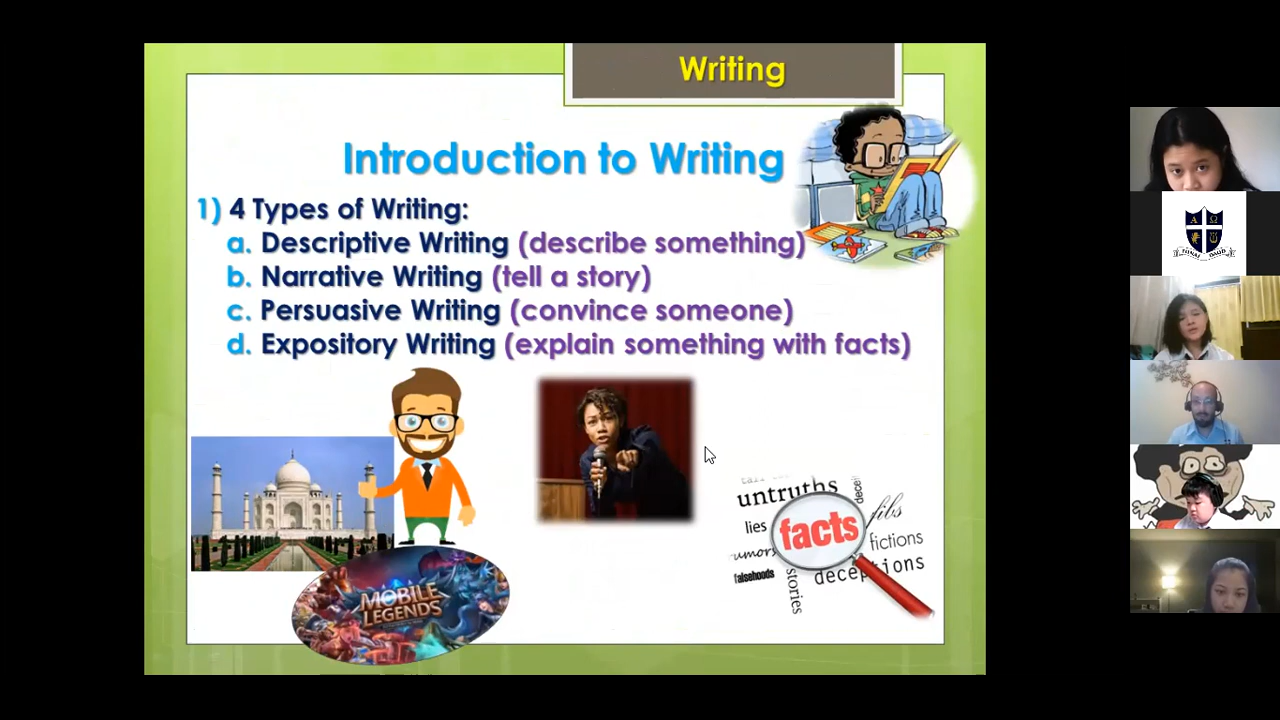 Writing
Introduction to Writing
1) 4 Types of Writing:
a. Descriptive Writing (describe something)
b. Narrative Writing (tell a story)
c. Persuasive Writing (convince someone)
d. Expository Writing (explain something with facts)
MOBILE
LEGENDS
untruths
lies
facts
fibs
umors
fictions
falsehoods
deceptions
stories
Α Ω